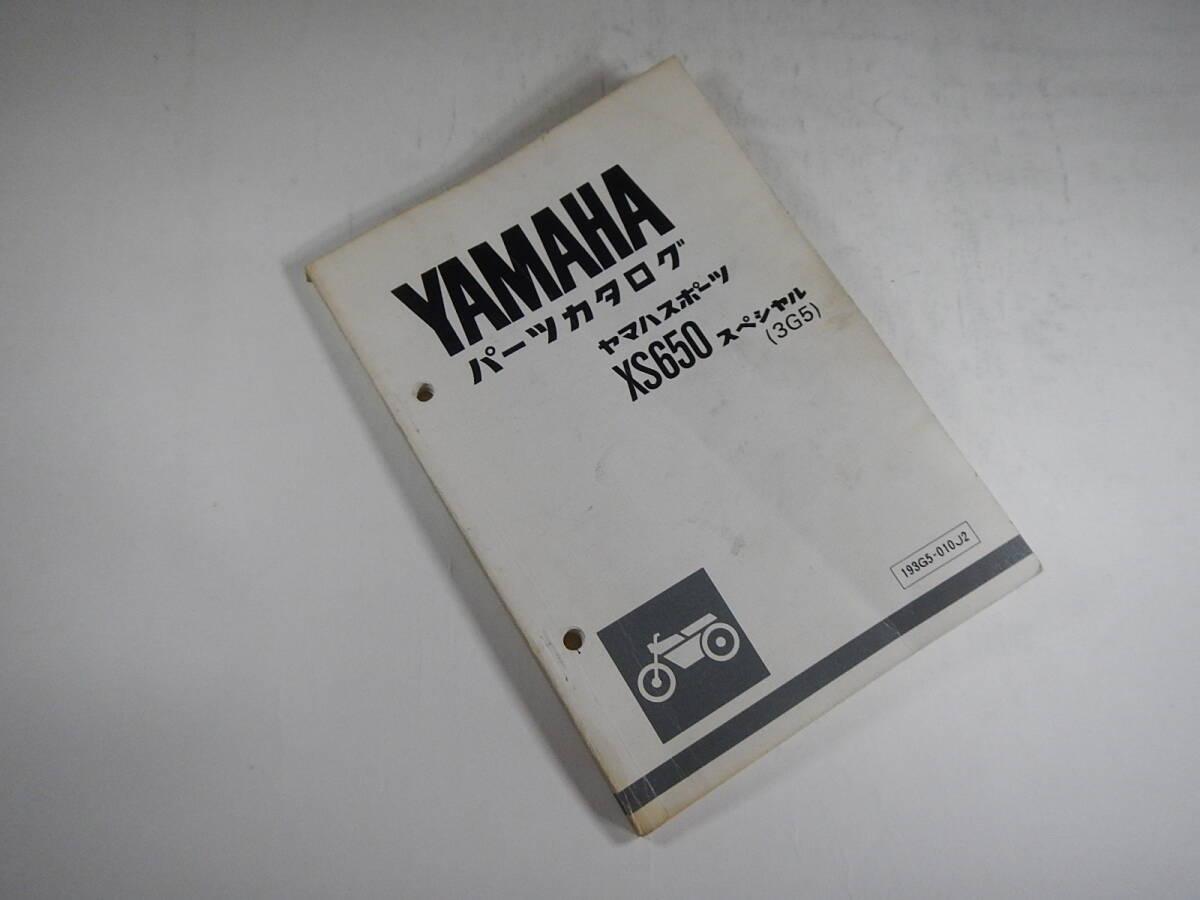 YAMAHA
パーツカタログ
ヤマハスポーツ
XS650 スペシャル
(3G5)
193G5-010J2